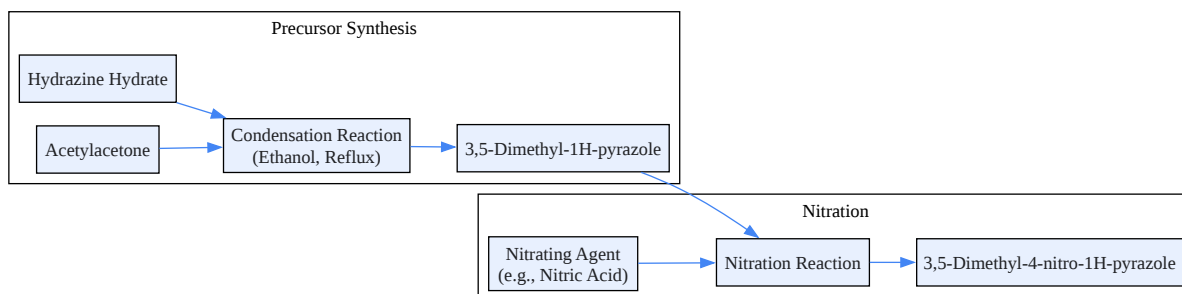 Precursor Synthesis
Hydrazine Hydrate
Acetylacetone
Condensation Reaction
(Ethanol, Reflux)
3,5-Dimethyl-1H-pyrazole
Nitration
Nitrating Agent
(e.g., Nitric Acid)
Nitration Reaction
3,5-Dimethyl-4-nitro-1H-pyrazole